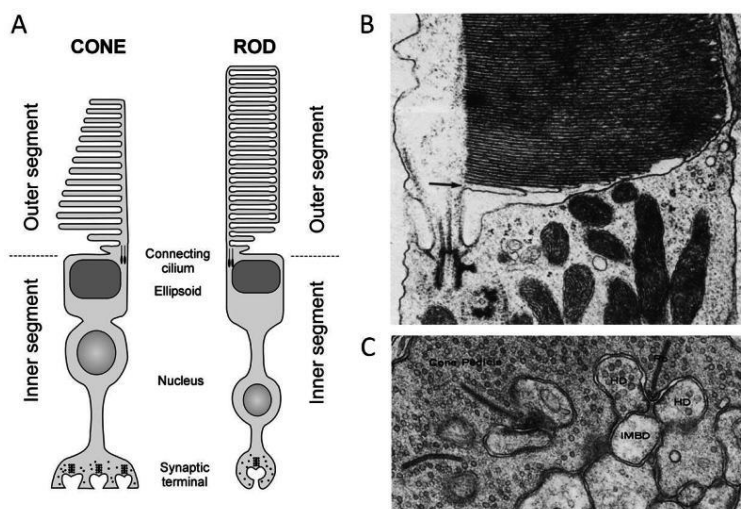 A
CONE
ROD
Outer segment
Outer segment
Connecting
cilium
Ellipsoid
Inner segment
Inner segment
Nucleus
Synaptic
terminal
B
C
Cone Pedicle
HD
HD
IMBD